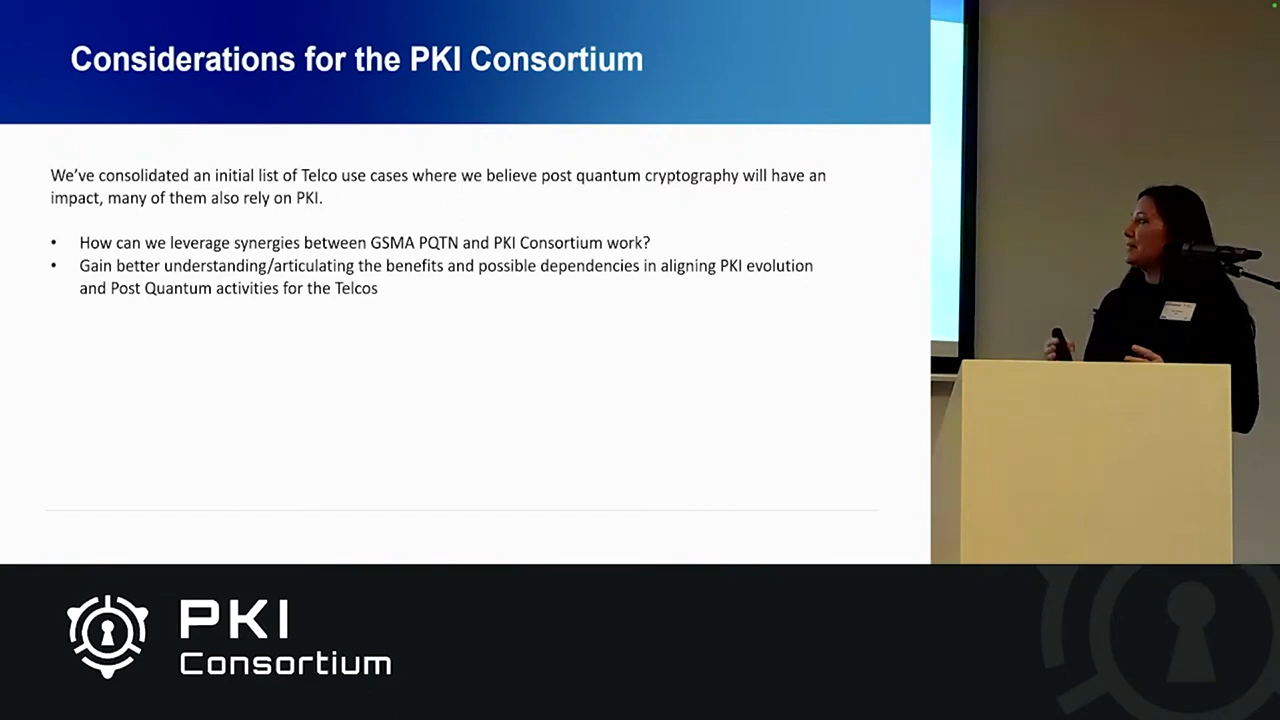 Considerations for the PKI Consortium
We've consolidated an initial list of Telco use cases where we believe post quantum cryptography will have an
impact, many of them also rely on PKI.
• How can we leverage synergies between GSMA PQTN and PKI Consortium work?
• Gain better understanding/articulating the benefits and possible dependencies in aligning PKI evolution
and Post Quantum activities for the Telcos
PKI
Consortium